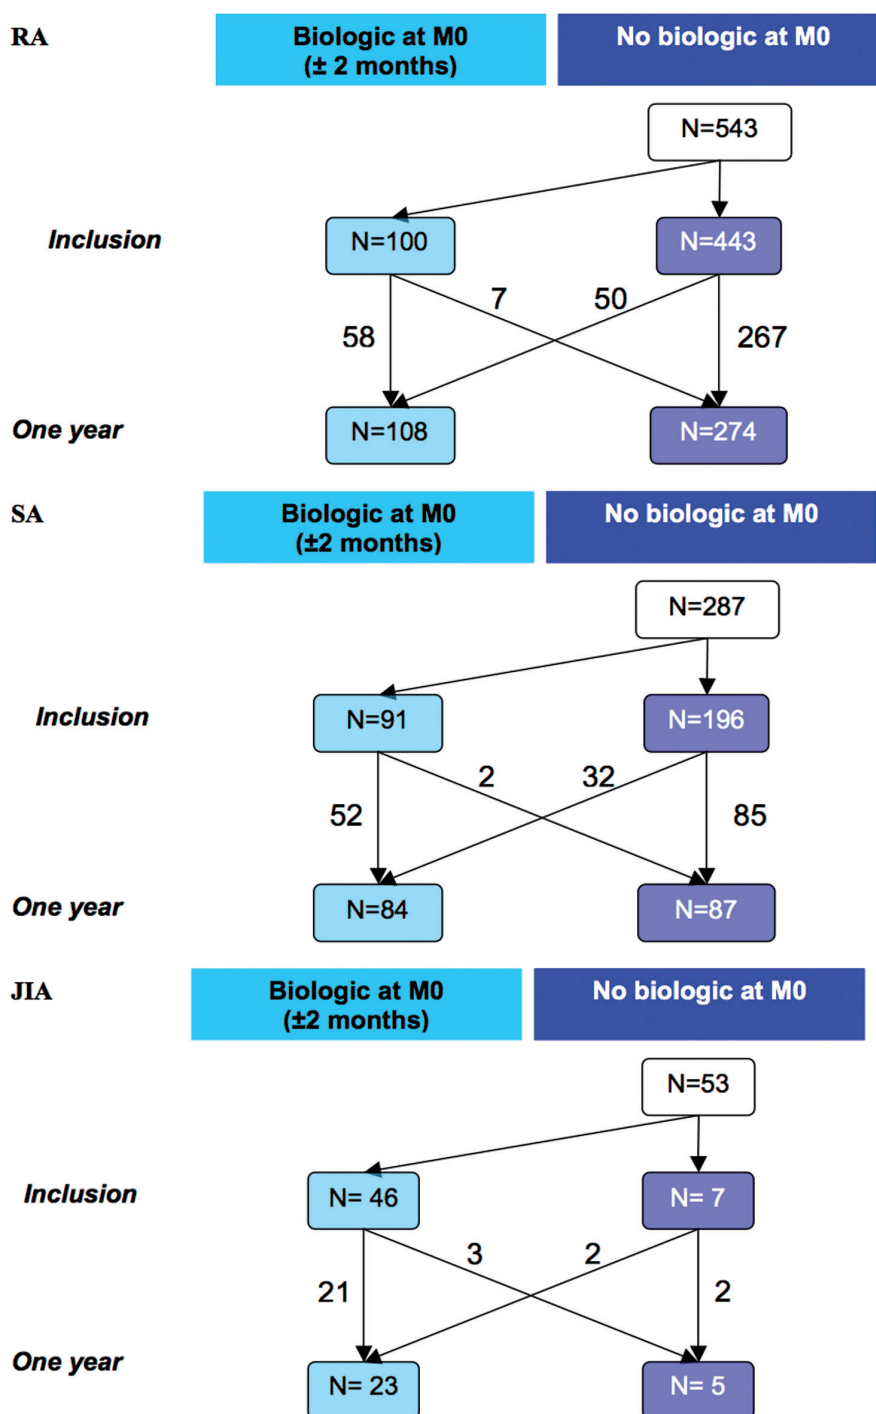 RA
Biologic at M0
(± 2 months)
No biologic at M0
N=543
Inclusion
N=100
N=443
58
7
50
267
One year
N=108
N=274
SA
Biologic at M0
(±2 months)
No biologic at M0
N=287
Inclusion
N=91
N=196
52
2
32
85
One year
N=84
N=87
JIA
Biologic at M0
(±2 months)
No biologic at M0
N=53
Inclusion
N= 46
N= 7
21
3
2
2
One year
N= 23
N= 5